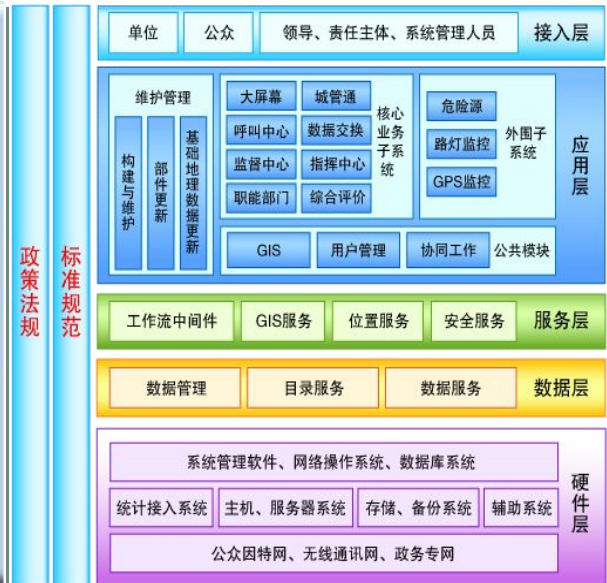 政策法规
标准规范
单位
公众
领导、责任主体、系统管理人员
接入层
维护管理
构建与维护
部件更新
基础地理数据更新
大屏幕
城管通
呼叫中心
数据交换
监督中心
指挥中心
职能部门
综合评价
核心
业务
子系
统
危险源
路灯监控
GPS监控
外围子
系统
GIS
用户管理
协同工作
公共模块
应用层
工作流中间件
GIS服务
位置服务
安全服务
服务层
数据管理
目录服务
数据服务
数据层
系统管理软件、网络操作系统、数据库系统
统计接入系统
主机、服务器系统
存储、备份系统
辅助系统
公众因特网、无线通讯网、政务专网
硬件层